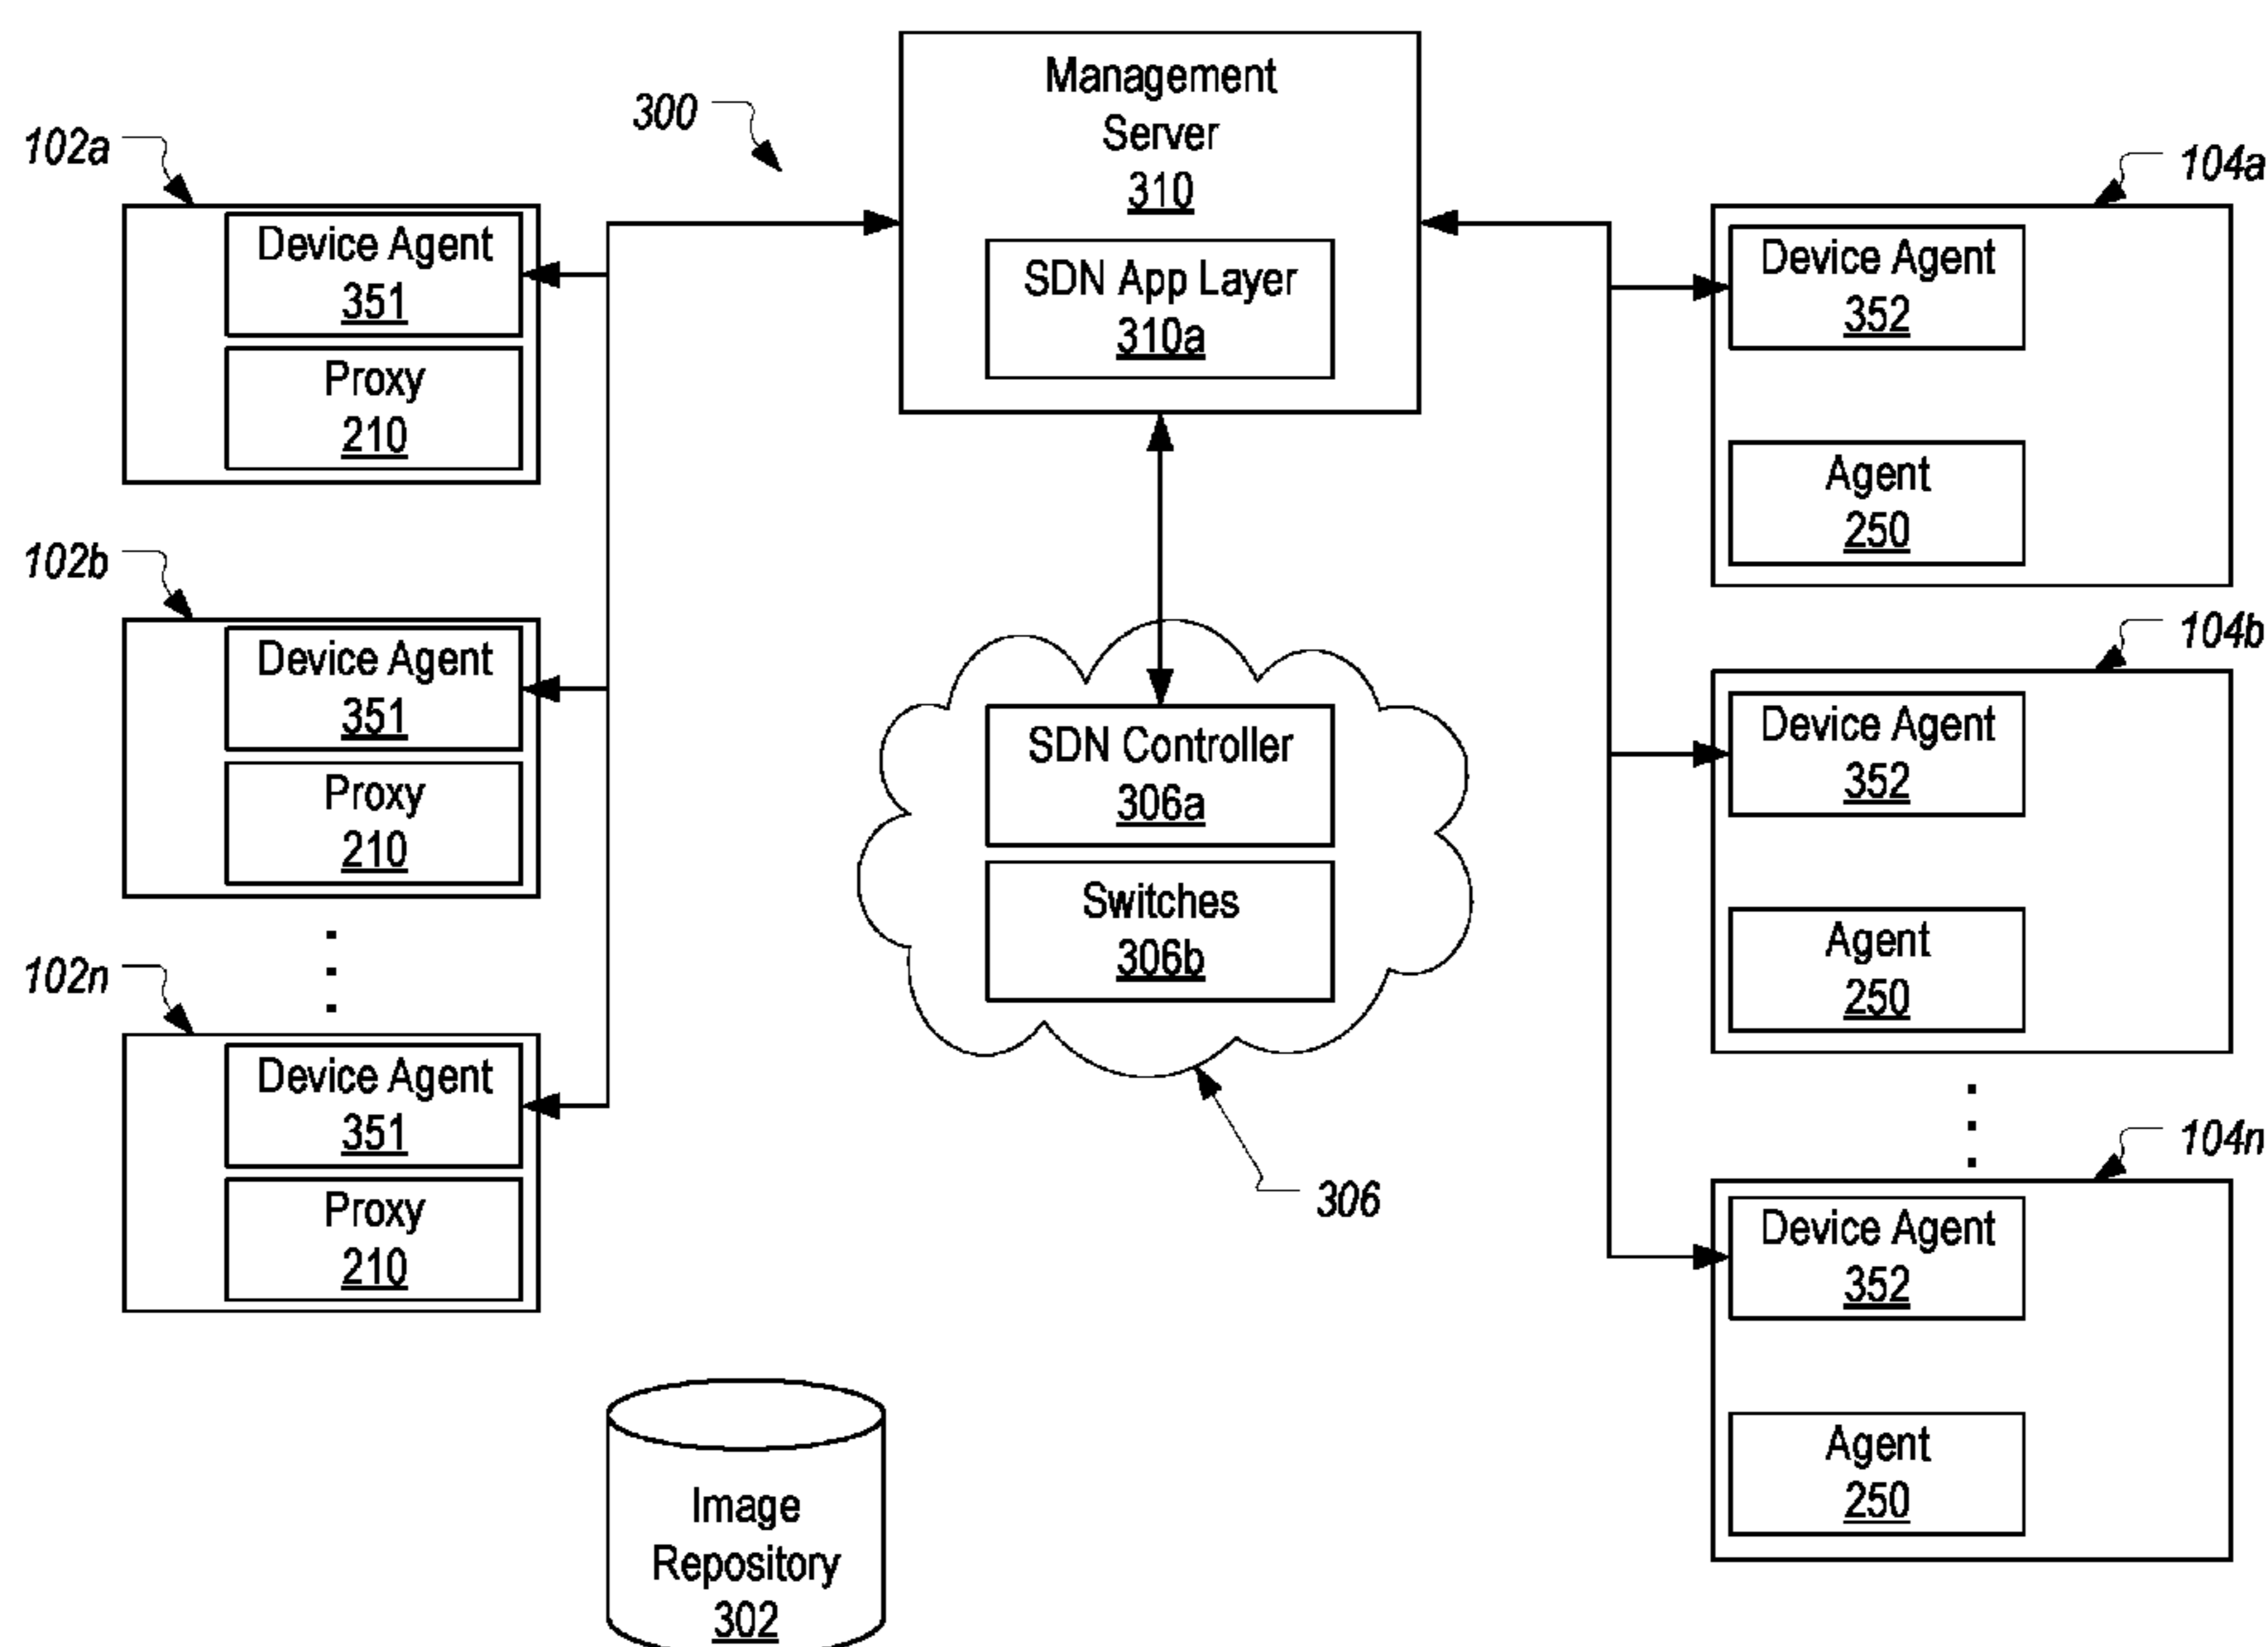 300
Management
Server
310
SDN App Layer
310a
102a
Device Agent
351
Proxy
210
102b
Device Agent
351
Proxy
210
102n
Device Agent
351
Proxy
210
SDN Controller
306a
Switches
306b
306
104a
Device Agent
352
Agent
250
104b
Device Agent
352
Agent
250
104n
Device Agent
352
Agent
250
Image
Repository
302